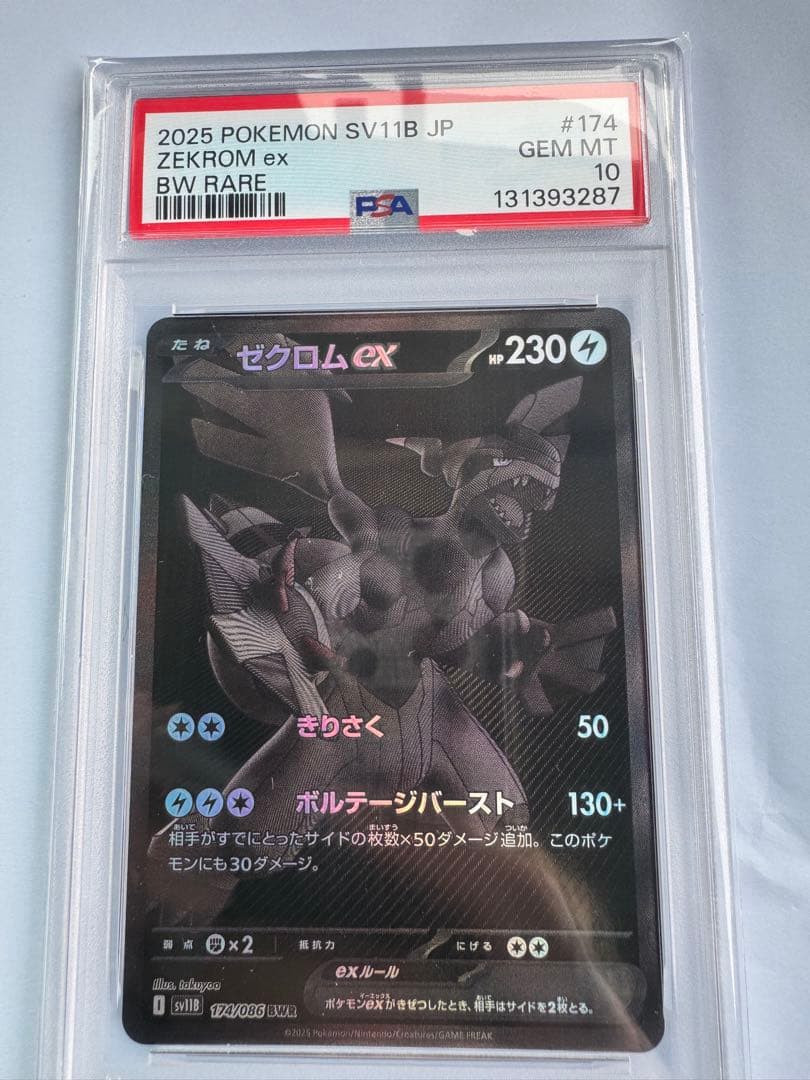 2025 POKEMON SV11B JP #174
ZEKROM ex GEM MT
BW RARE 10
PSA 131393287
たね ゼクロムex HP230
きりさく 50
ボルテージバースト 130+
相手がすでにとったサイドの枚数×50ダメージ追加。このポケ
モンにも30ダメージ。
弱点 ×2 抵抗力 にげる
exルール
ポケモンexがきぜつしたとき、相手はサイドを2枚とる。
Illus. takuyoa
I sv11B 174/086 BWR
©2025 Pokémon/Nintendo/Creatures/GAME FREAK